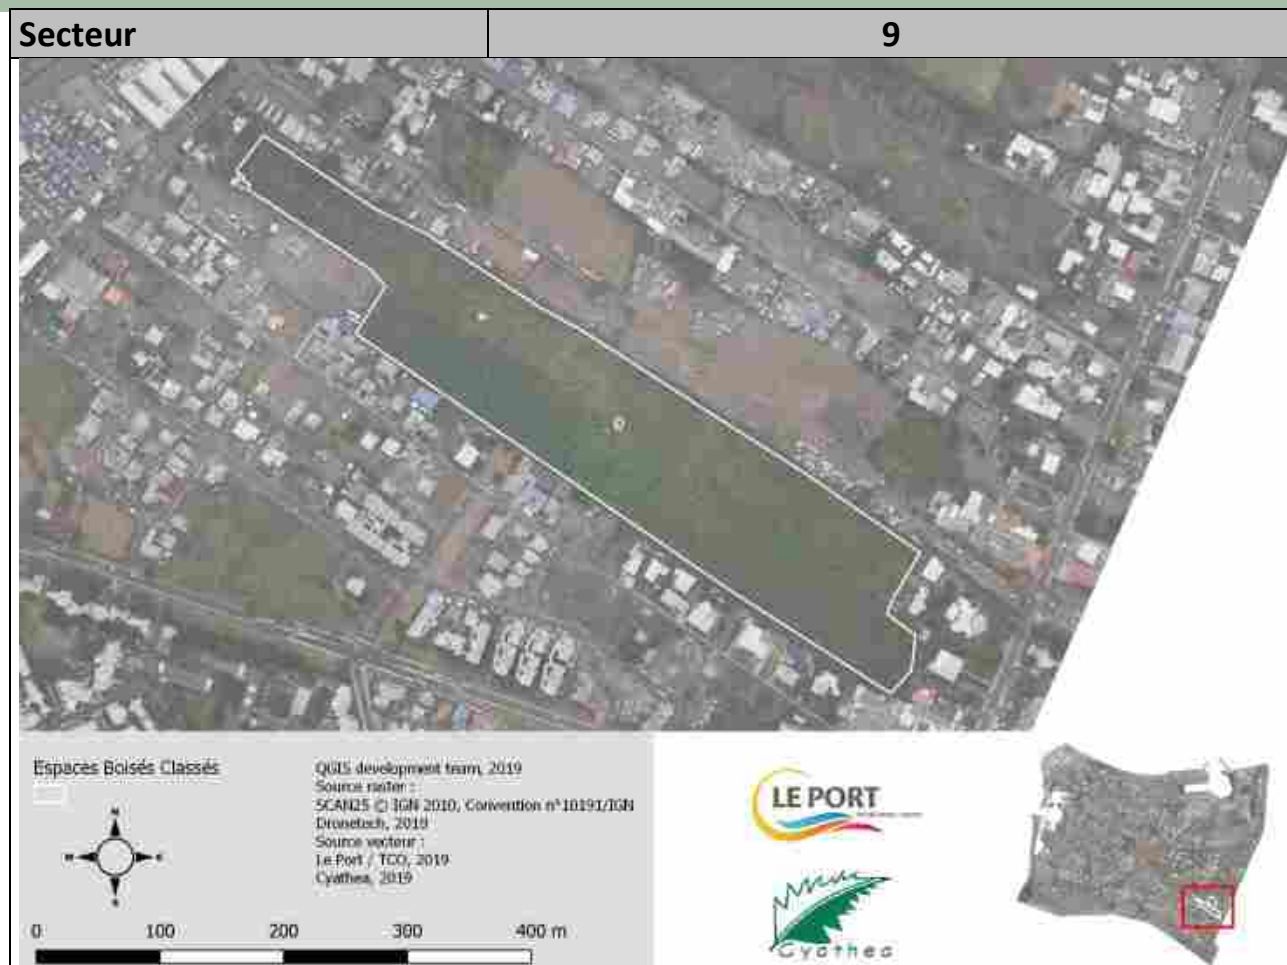 Secteur
9
Espaces Boisés Classés
QGIS development team, 2019
Source raster :
SCAN25 © IGN 2010, Convention n°10191/IGN
Dronetech, 2019
Source vecteur :
Le Port / TCO, 2019
Cyathea, 2019
N
S
0 100 200 300 400 m
LE PORT
Cyathea